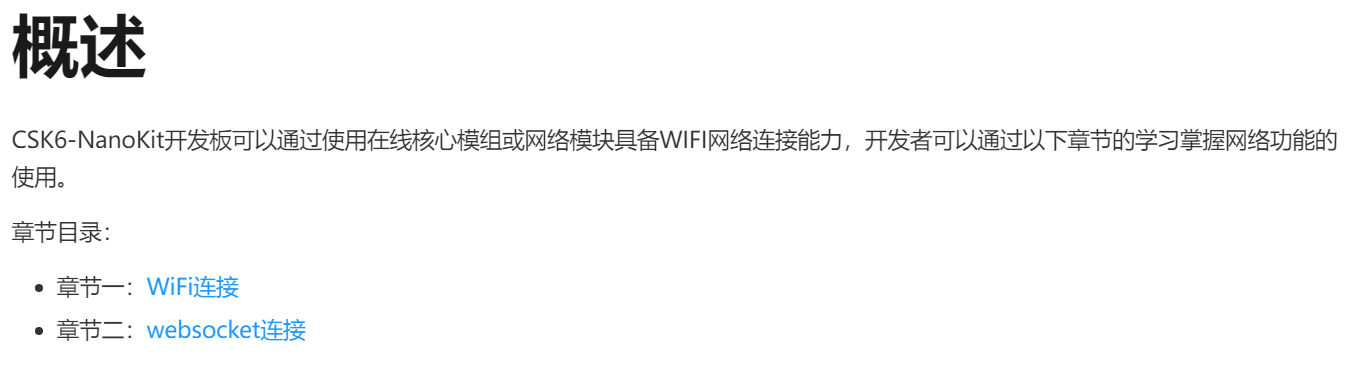 概述
CSK6-NanoKit开发板可以通过使用在线核心模组或网络模块具备WIFI网络连接能力，开发者可以通过以下章节的学习掌握网络功能的
使用。
章节目录：
• 章节一：WiFi连接
• 章节二：websocket连接